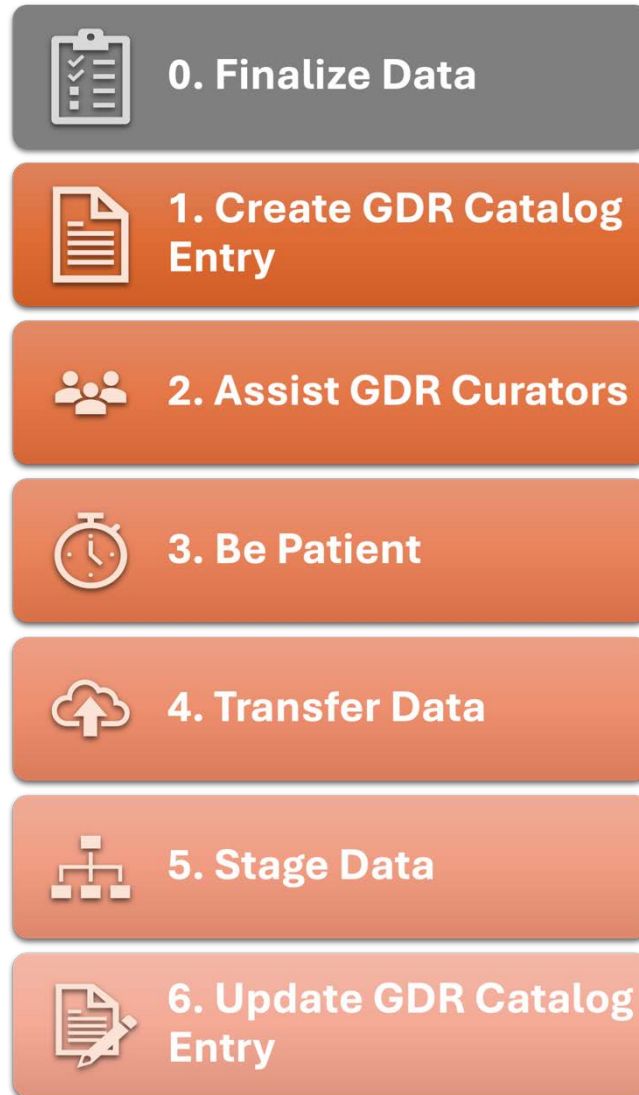 0. Finalize Data
1. Create GDR Catalog
Entry
2. Assist GDR Curators
3. Be Patient
4. Transfer Data
5. Stage Data
6. Update GDR Catalog
Entry